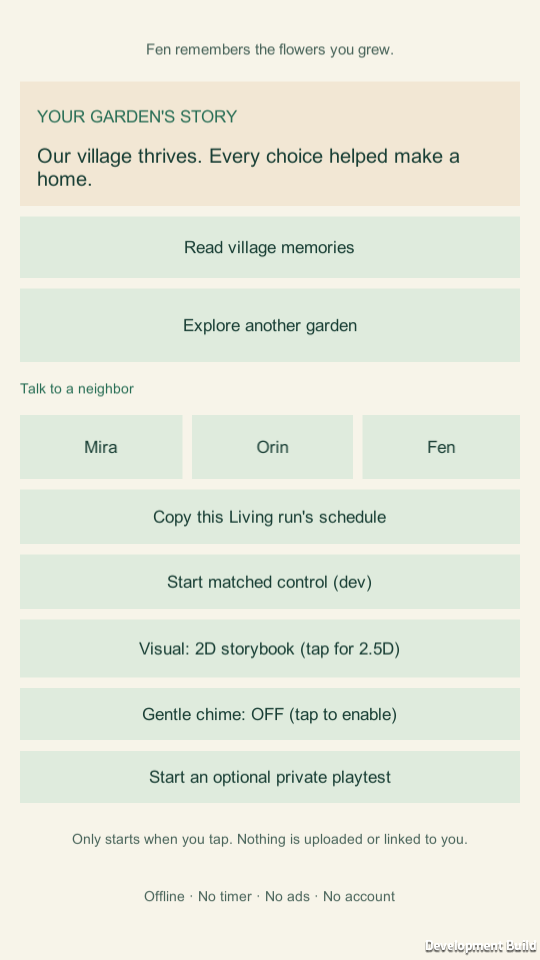 Fen remembers the flowers you grew.
YOUR GARDEN'S STORY
Our village thrives. Every choice helped make a
home.
Read village memories
Explore another garden
Talk to a neighbor
Mira
Orin
Fen
Copy this Living run's schedule
Start matched control (dev)
Visual: 2D storybook (tap for 2.5D)
Gentle chime: OFF (tap to enable)
Start an optional private playtest
Only starts when you tap. Nothing is uploaded or linked to you.
Offline · No timer · No ads · No account
Development Build